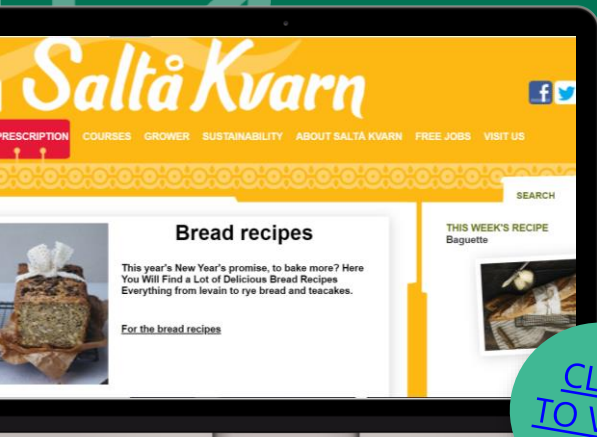 Saltå Kvarn
PRESCRIPTION COURSES GROWER SUSTAINABILITY ABOUT SALTÅ KVARN FREE JOBS VISIT US
SEARCH
Bread recipes
This year's New Year's promise, to bake more? Here
You Will Find a Lot of Delicious Bread Recipes
Everything from levain to rye bread and teacakes.
For the bread recipes
THIS WEEK'S RECIPE
Baguette
TO